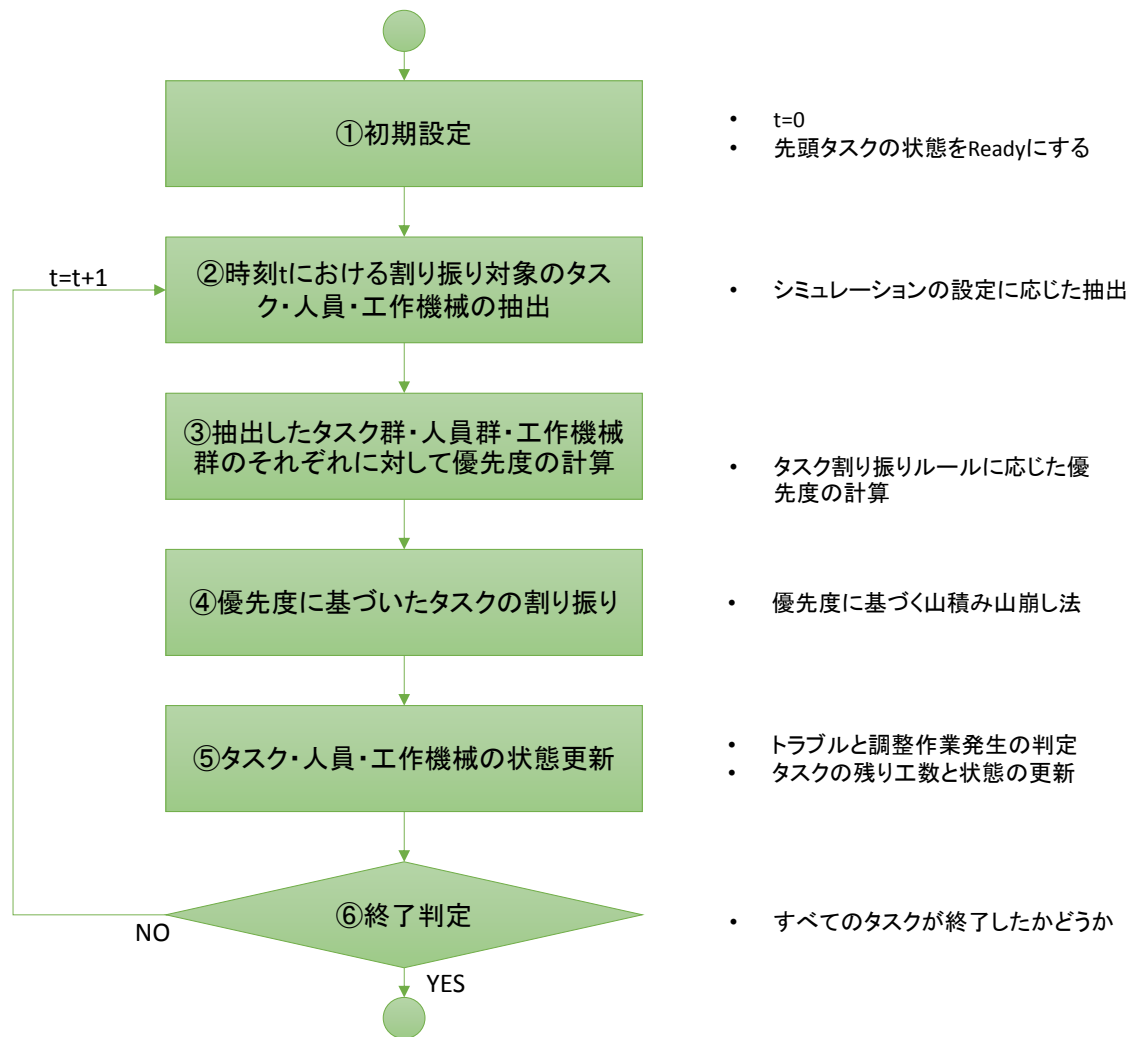 ①初期設定
• t=0
• 先頭タスクの状態をReadyにする
t=t+1
②時刻tにおける割り振り対象のタス
ク・人員・工作機械の抽出
• シミュレーションの設定に応じた抽出
③抽出したタスク群・人員群・工作機械
群のそれぞれに対して優先度の計算
• タスク割り振りルールに応じた優
先度の計算
④優先度に基づいたタスクの割り振り
• 優先度に基づく山積み山崩し法
⑤タスク・人員・工作機械の状態更新
• トラブルと調整作業発生の判定
• タスクの残り工数と状態の更新
⑥終了判定
• すべてのタスクが終了したかどうか
NO
YES